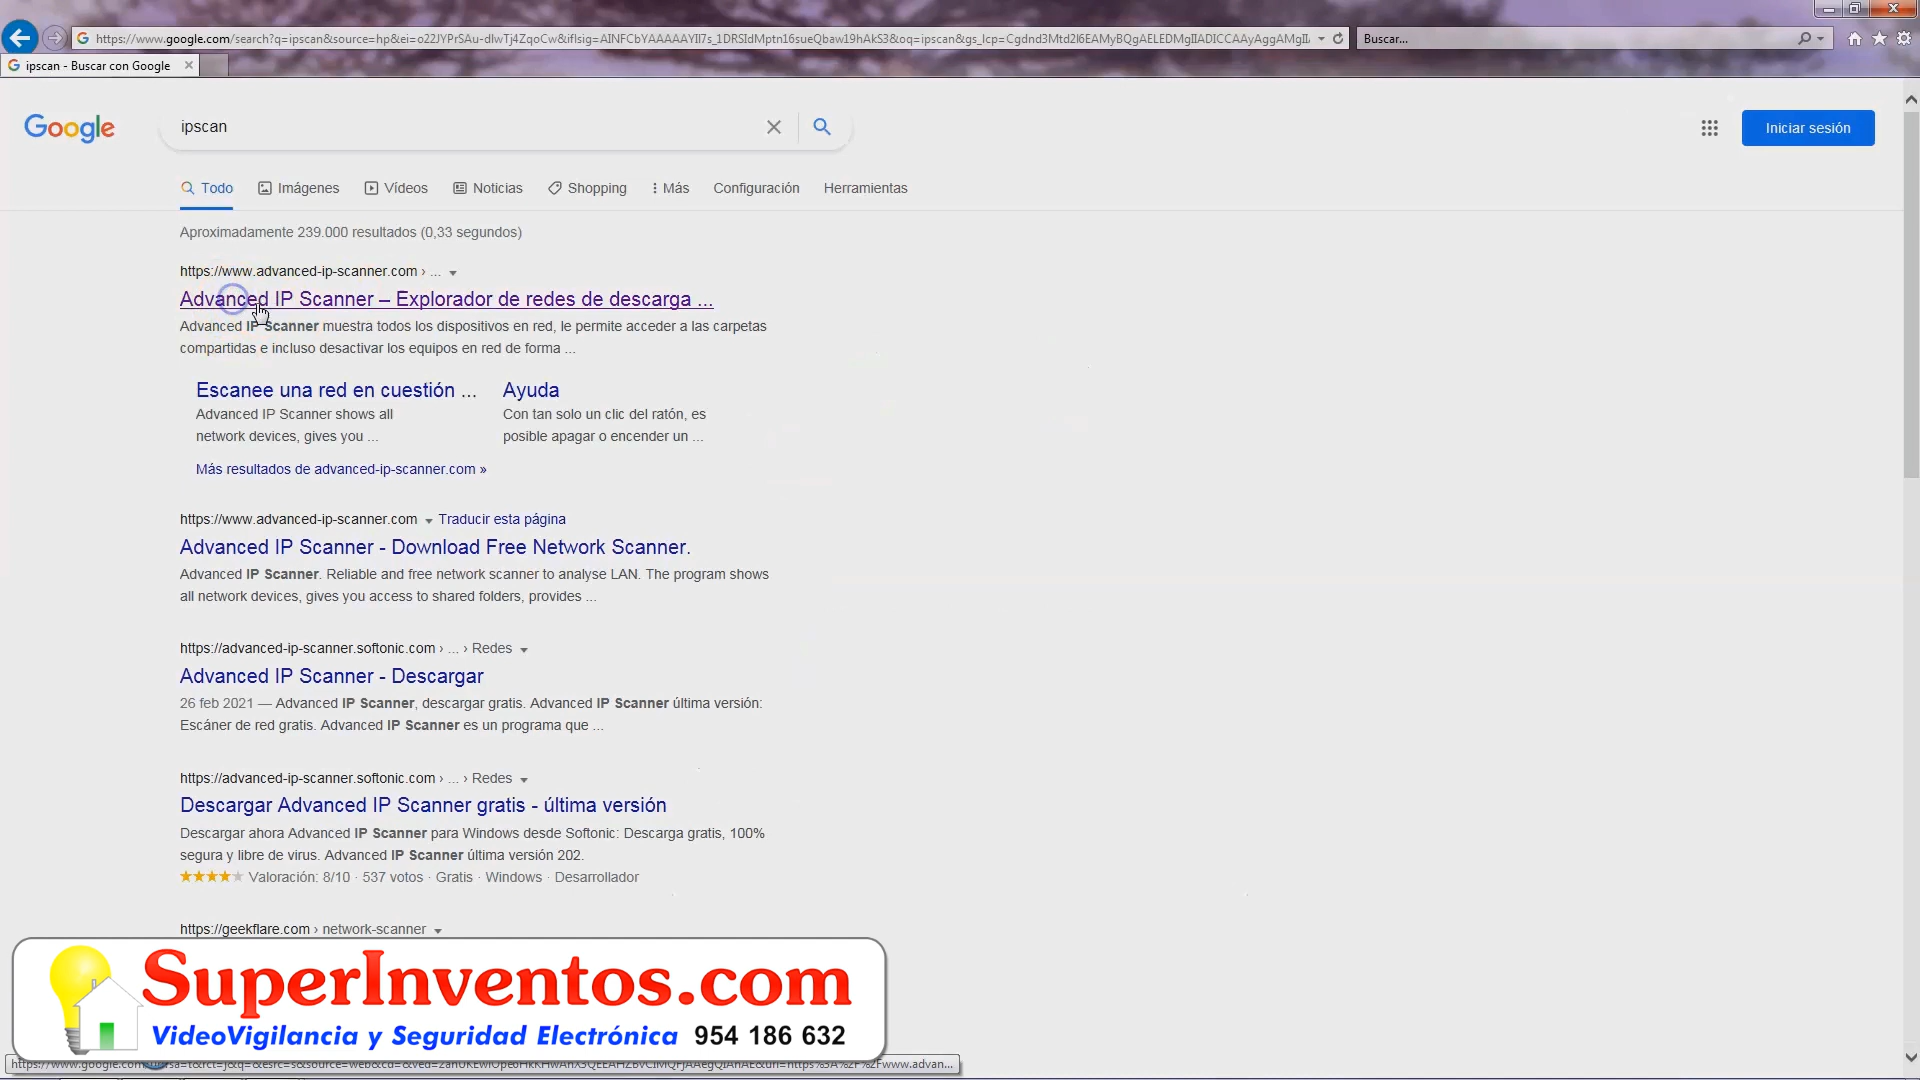 https://www.google.com/search?q=ipscan&source=hp&ei=
Buscar...
ipscan - Buscar con Google
Google
ipscan
Iniciar sesión
Todo Imágenes Vídeos Noticias Shopping Más Configuración Herramientas
Aproximadamente 239.000 resultados (0,33 segundos)
https://www.advanced-ip-scanner.com › ...
Advanced IP Scanner – Explorador de redes de descarga ...
Advanced IP Scanner muestra todos los dispositivos en red, le permite acceder a las carpetas
compartidas e incluso desactivar los equipos en red de forma ...
Escanee una red en cuestión ...
Advanced IP Scanner shows all
network devices, gives you ...
Ayuda
Con tan solo un clic del ratón, es
posible apagar o encender un ...
Más resultados de advanced-ip-scanner.com »
https://www.advanced-ip-scanner.com Traducir esta página
Advanced IP Scanner - Download Free Network Scanner.
Advanced IP Scanner. Reliable and free network scanner to analyse LAN. The program shows
all network devices, gives you access to shared folders, provides ...
https://advanced-ip-scanner.softonic.com › ... › Redes
Advanced IP Scanner - Descargar
26 feb 2021 — Advanced IP Scanner, descargar gratis. Advanced IP Scanner última versión:
Escáner de red gratis. Advanced IP Scanner es un programa que ...
https://advanced-ip-scanner.softonic.com › ... › Redes
Descargar Advanced IP Scanner gratis - última versión
Descargar ahora Advanced IP Scanner para Windows desde Softonic: Descarga gratis, 100%
segura y libre de virus. Advanced IP Scanner última versión 202.
Valoración: 8/10 · 537 votos · Gratis · Windows · Desarrollador
https://geekflare.com › network-scanner
SuperInventos.com
VideoVigilancia y Seguridad Electrónica 954 186 632